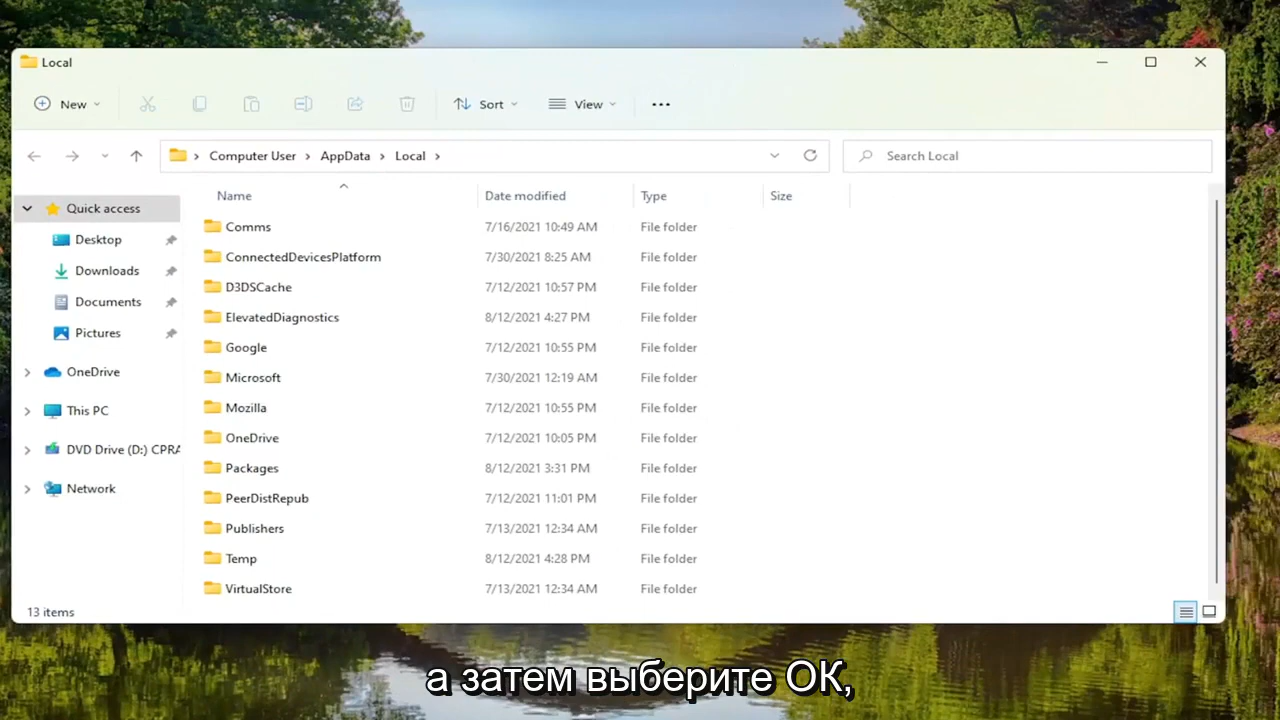 Local
New
Sort
View
Computer User > AppData > Local >
Search Local
Name Date modified Type Size
Quick access
Desktop
Downloads
Documents
Pictures
OneDrive
This PC
DVD Drive (D:) CPRA
Network
Comms 7/16/2021 10:49 AM File folder
ConnectedDevicesPlatform 7/30/2021 8:25 AM File folder
D3DSCache 7/12/2021 10:57 PM File folder
ElevatedDiagnostics 8/12/2021 4:27 PM File folder
Google 7/12/2021 10:55 PM File folder
Microsoft 7/30/2021 12:19 AM File folder
Mozilla 7/12/2021 10:55 PM File folder
OneDrive 7/12/2021 10:05 PM File folder
Packages 8/12/2021 3:31 PM File folder
PeerDistRepub 7/12/2021 11:01 PM File folder
Publishers 7/13/2021 12:34 AM File folder
Temp 8/12/2021 4:28 PM File folder
VirtualStore 7/13/2021 12:34 AM File folder
13 items
а затем выберите ОК,